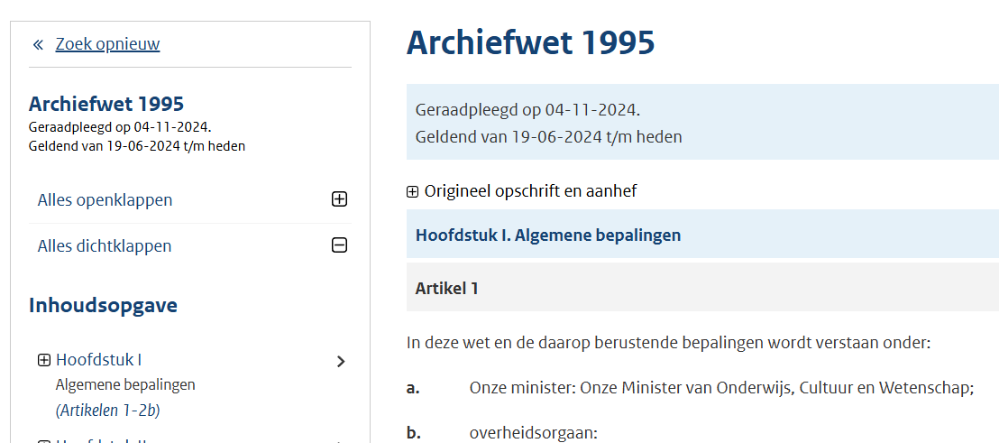 Zoek opnieuw
Archiefwet 1995
Geraadpleegd op 04-11-2024.
Geldend van 19-06-2024 t/m heden
Alles openklappen
Alles dichtklappen
Inhoudsopgave
Hoofdstuk I
Algemene bepalingen
(Artikelen 1-2b)
Archiefwet 1995
Geraadpleegd op 04-11-2024.
Geldend van 19-06-2024 t/m heden
Origineel opschrift en aanhef
Hoofdstuk I. Algemene bepalingen
Artikel 1
In deze wet en de daarop berustende bepalingen wordt verstaan onder:
a. Onze minister: Onze Minister van Onderwijs, Cultuur en Wetenschap;
b. overheidsorgaan: